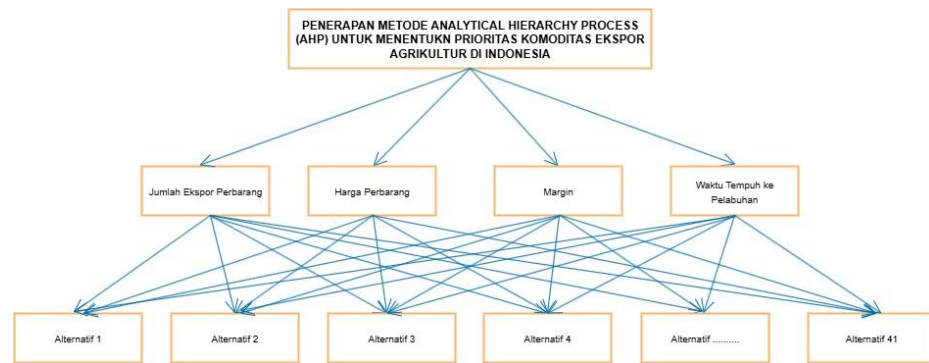 PENERAPAN METODE ANALYTICAL HIERARCHY PROCESS
(AHP) UNTUK MENENTUKN PRIORITAS KOMODITAS EKSPOR
AGRIKULTUR DI INDONESIA
Jumlah Ekspor Perbarang
Harga Perbarang
Margin
Waktu Tempuh ke
Pelabuhan
Alternatif 1
Alternatif 2
Alternatif 3
Alternatif 4
Alternatif ..........
Alternatif 41